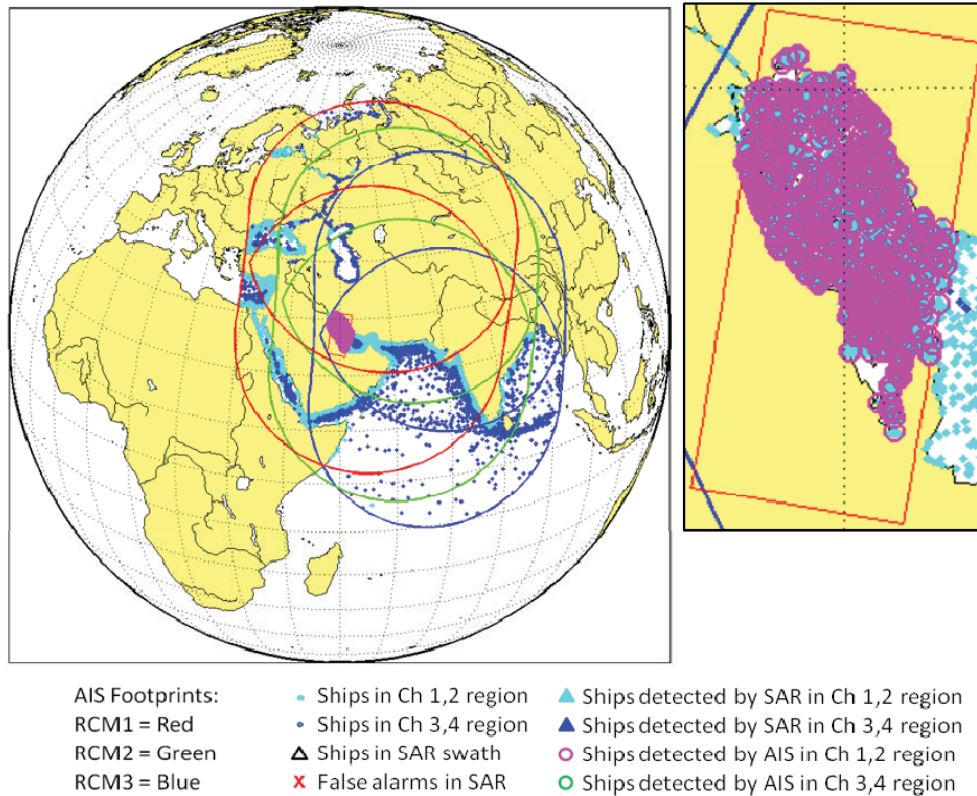 AIS Footprints:
RCM1 = Red
RCM2 = Green
RCM3 = Blue
Ships in Ch 1,2 region
Ships in Ch 3,4 region
Ships in SAR swath
False alarms in SAR
Ships detected by SAR in Ch 1,2 region
Ships detected by SAR in Ch 3,4 region
Ships detected by AIS in Ch 1,2 region
Ships detected by AIS in Ch 3,4 region